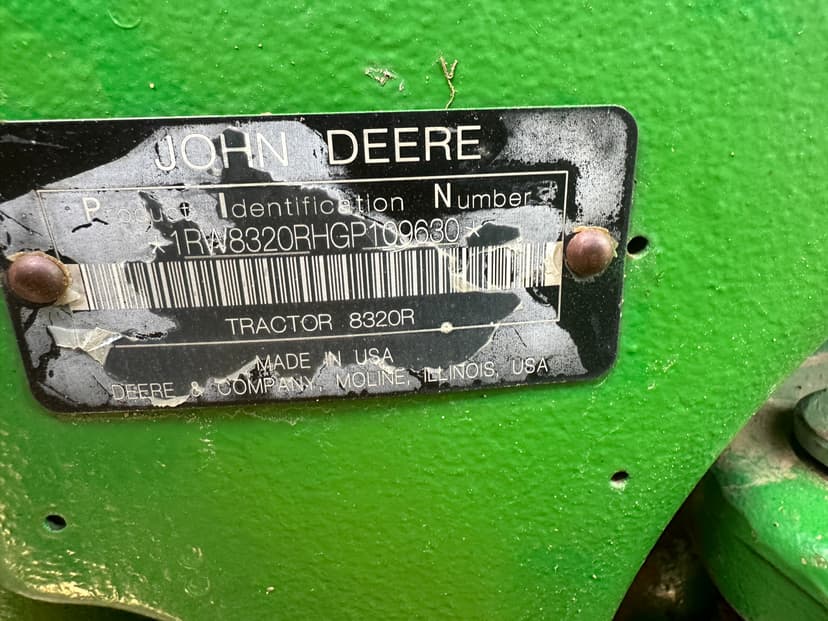 JOHN DEERE
Product Identification Number
*1RW8320RHGP109630*
TRACTOR 8320R
MADE IN USA
DEERE & COMPANY, MOLINE, ILLINOIS, USA